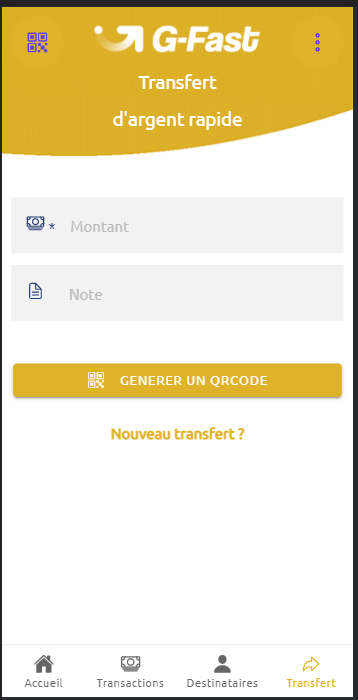 G-Fast
Transfert
d'argent rapide
* Montant
Note
GENERER UN QRCODE
Nouveau transfert ?
Accueil Transactions Destinataires Transfert